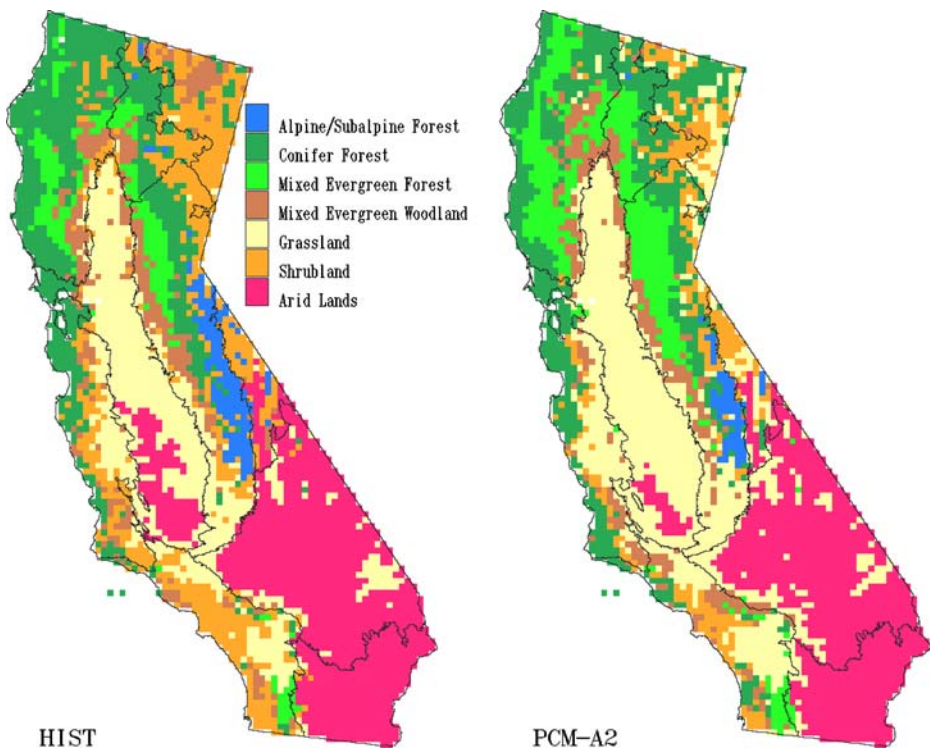 Alpine/Subalpine Forest
Conifer Forest
Mixed Evergreen Forest
Mixed Evergreen Woodland
Grassland
Shrubland
Arid Lands
HIST
PCM-A2